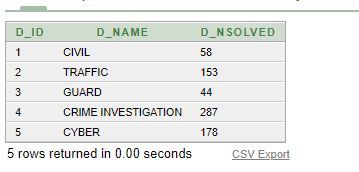 D_ID D_NAME D_NSOLVED
1 CIVIL 58
2 TRAFFIC 153
3 GUARD 44
4 CRIME INVESTIGATION 287
5 CYBER 178
5 rows returned in 0.00 seconds CSV Export